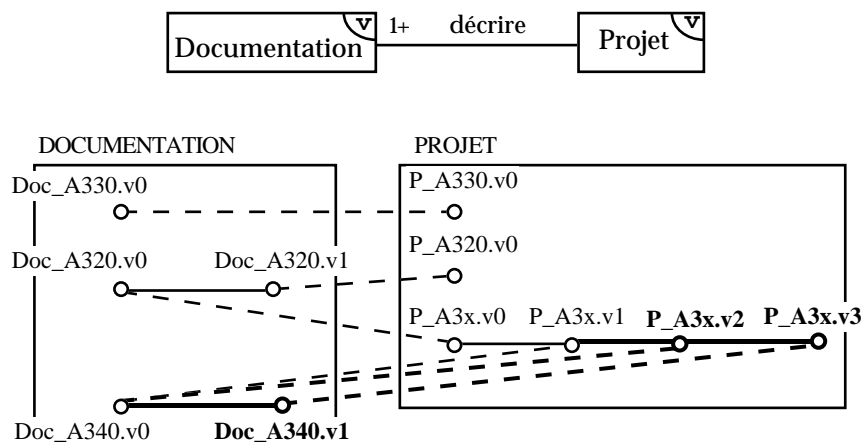 V V
Documentation 1+ décrire Projet
DOCUMENTATION PROJET
Doc_A330.v0 P_A330.v0
Doc_A320.v0 Doc_A320.v1 P_A320.v0
P_A3x.v0 P_A3x.v1 P_A3x.v2 P_A3x.v3
Doc_A340.v0 Doc_A340.v1